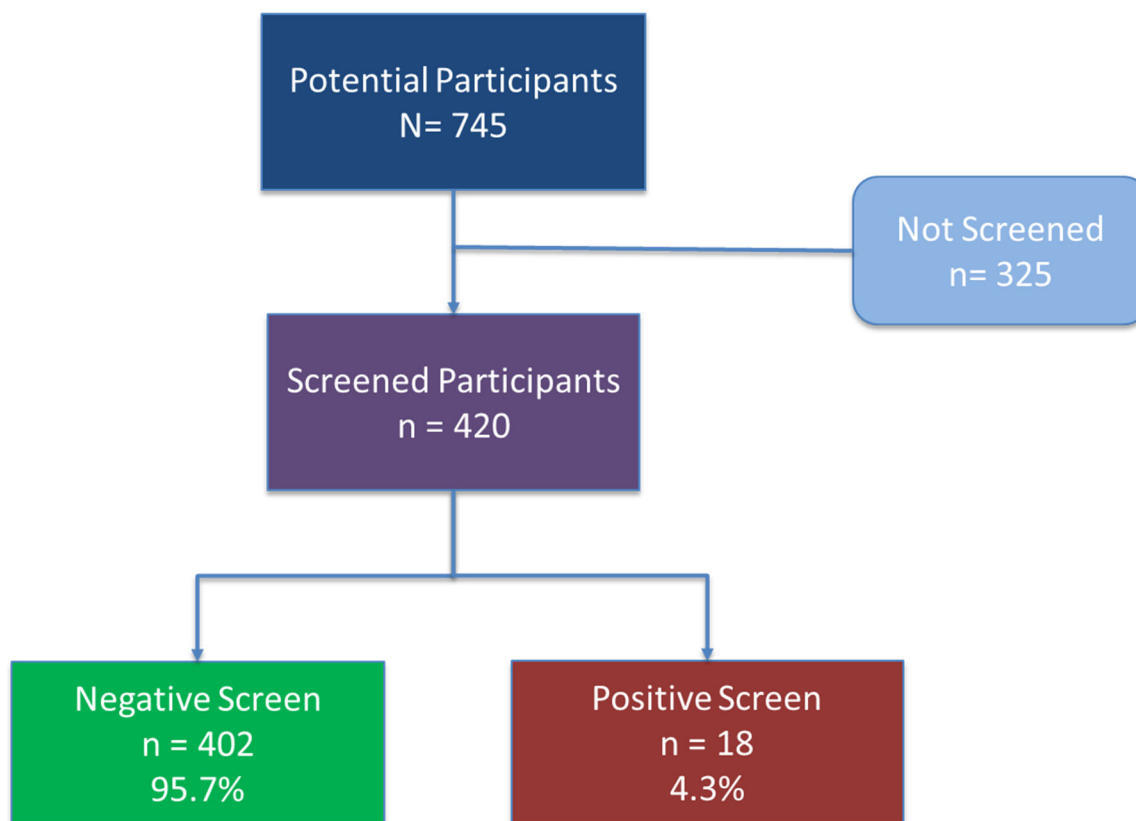 Potential Participants
N= 745
Not Screened
n= 325
Screened Participants
n = 420
Negative Screen
n = 402
95.7%
Positive Screen
n = 18
4.3%